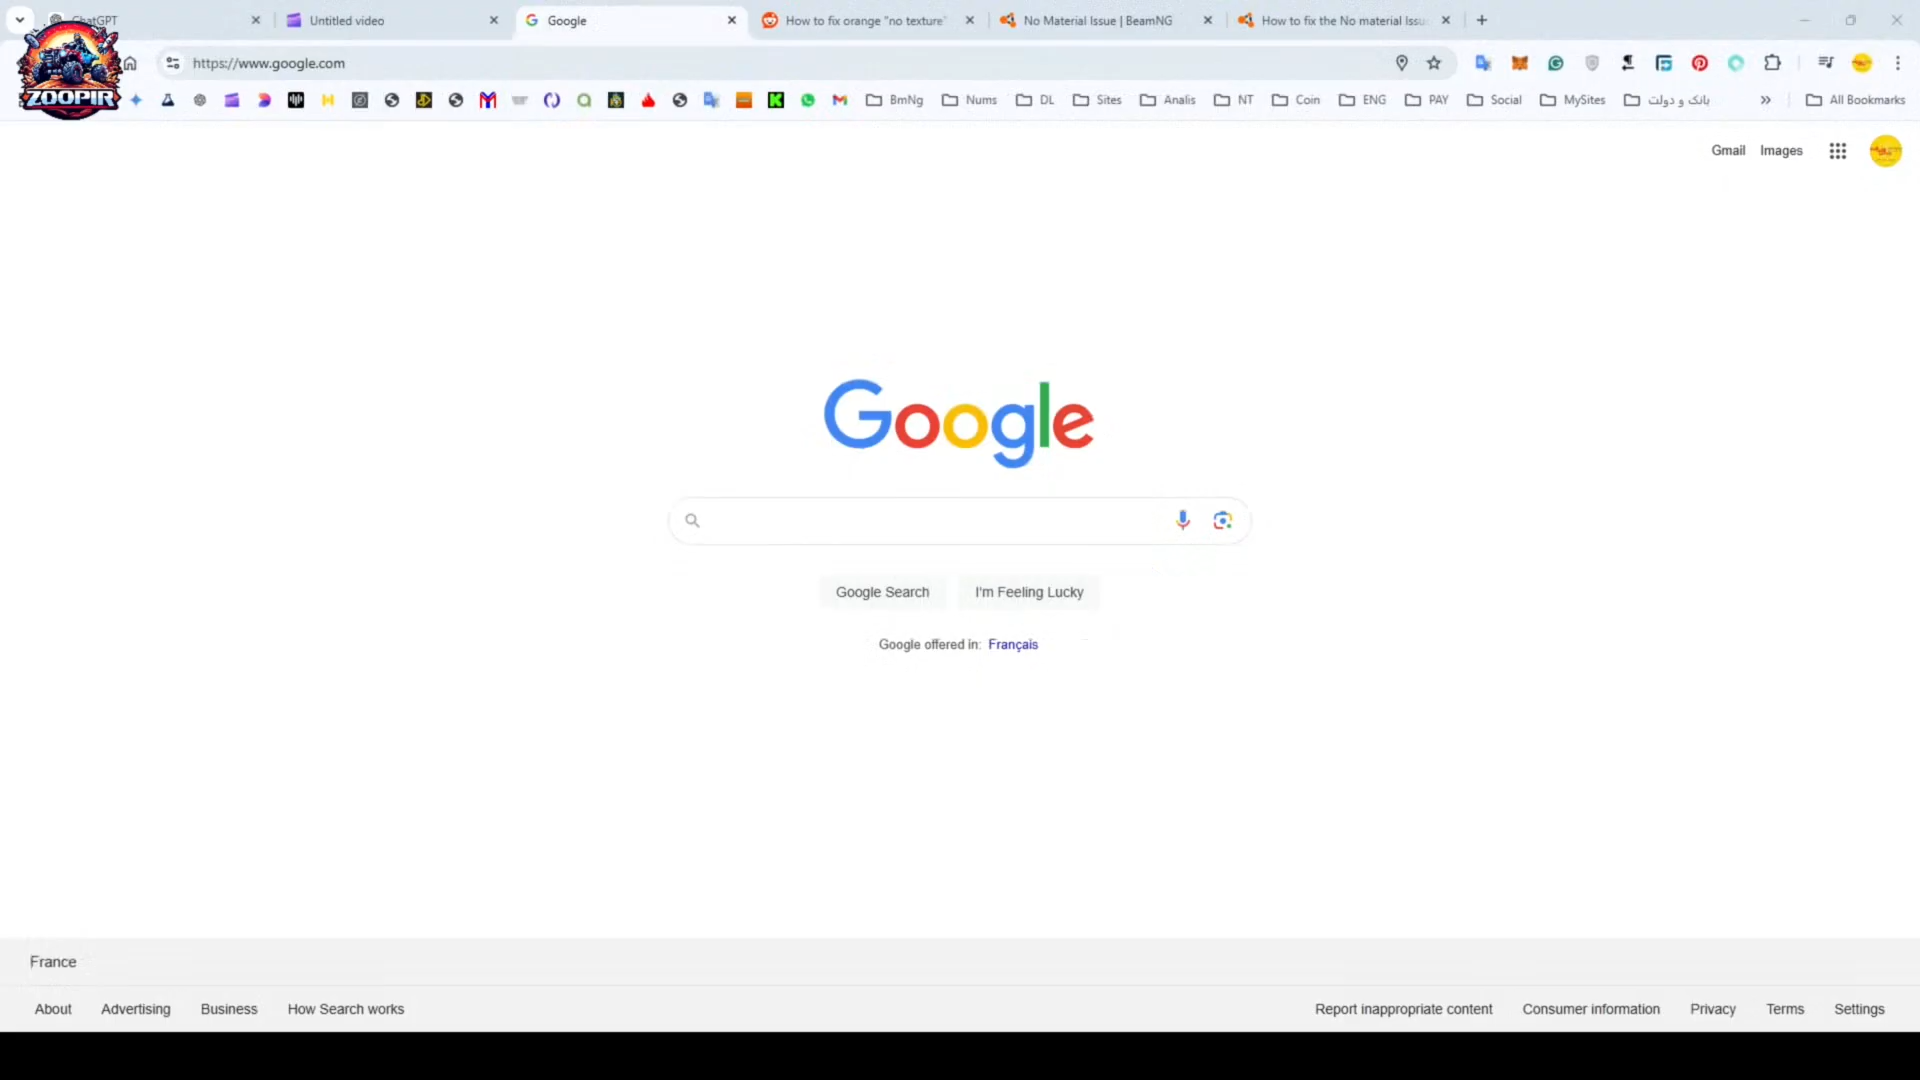 ChatGPT
Untitled video
Google
How to fix orange "no texture"
No Material Issue | BeamNG
How to fix the No material Issu
ZOOPIR
https://www.google.com
BmNg
Nums
DL
Sites
Analis
NT
Coin
ENG
PAY
Social
MySites
بانک و دولت
All Bookmarks
Gmail
Images
Google
Google Search
I'm Feeling Lucky
Google offered in: Français
France
About
Advertising
Business
How Search works
Report inappropriate content
Consumer information
Privacy
Terms
Settings